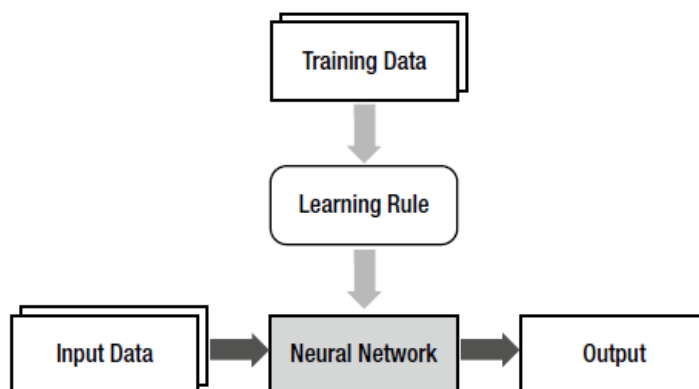 Training Data
Learning Rule
Input Data
Neural Network
Output